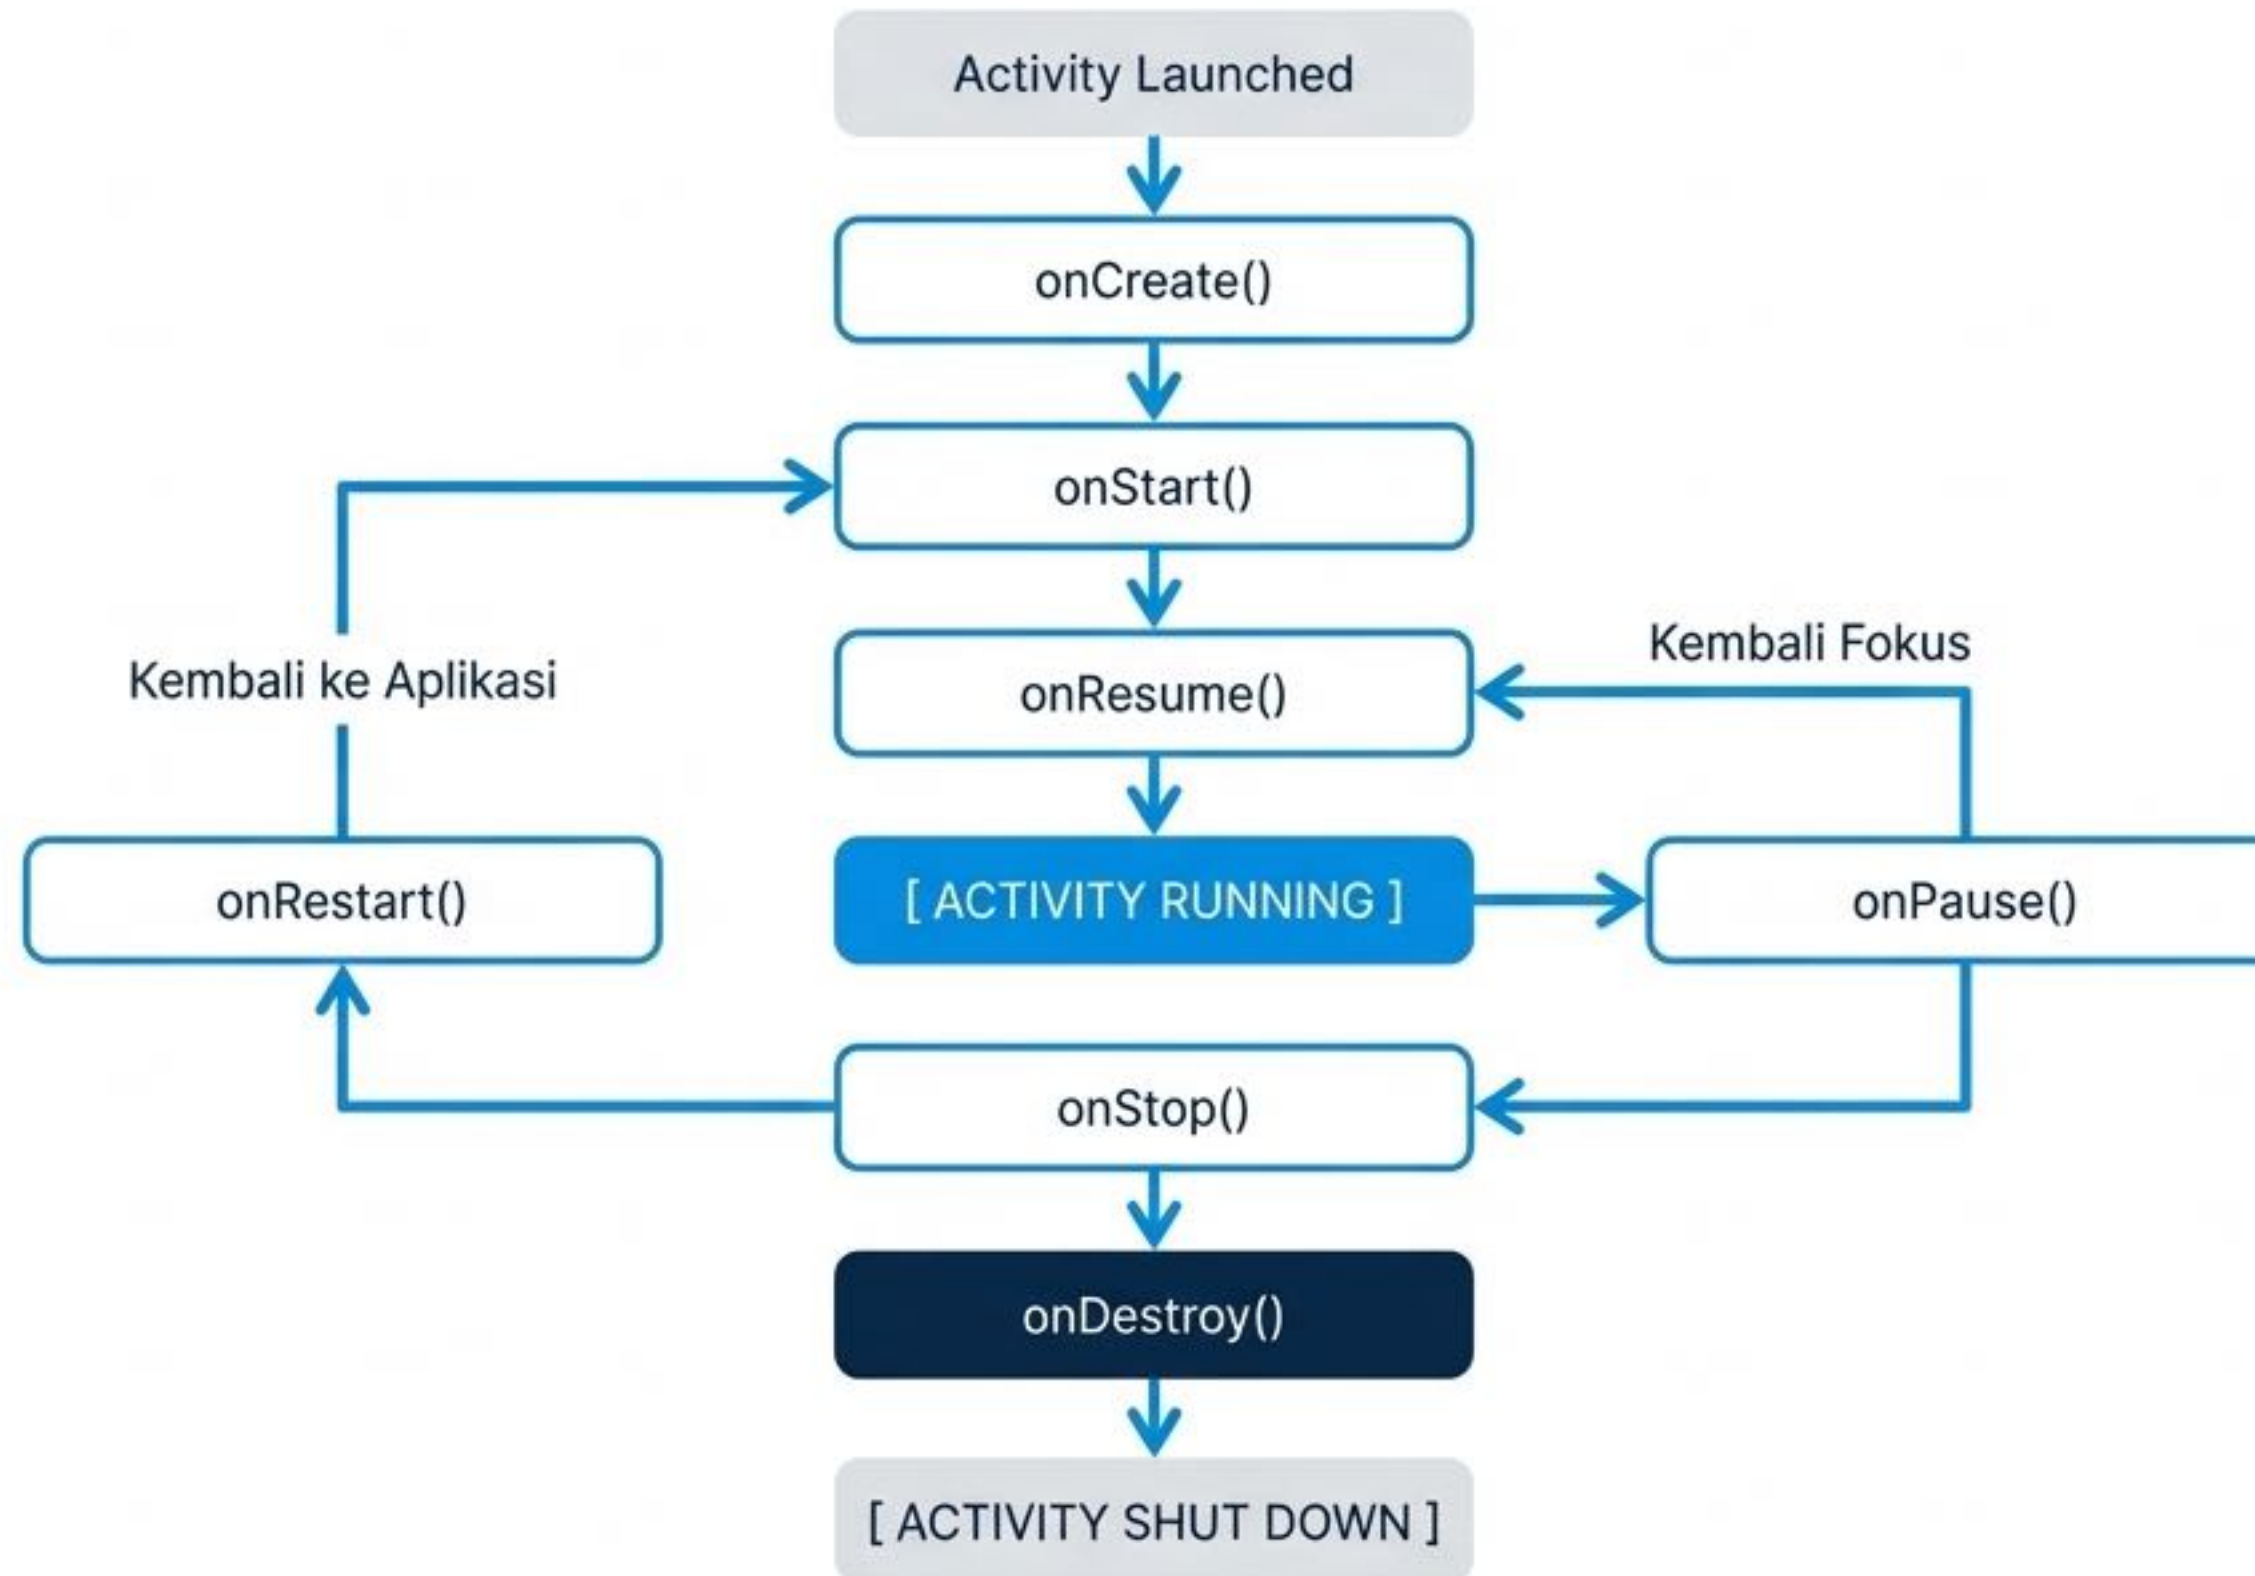 Activity Launched
onCreate()
onStart()
Kembali ke Aplikasi
onResume()
Kembali Fokus
onRestart()
[ ACTIVITY RUNNING ]
onPause()
onStop()
onDestroy()
[ ACTIVITY SHUT DOWN ]